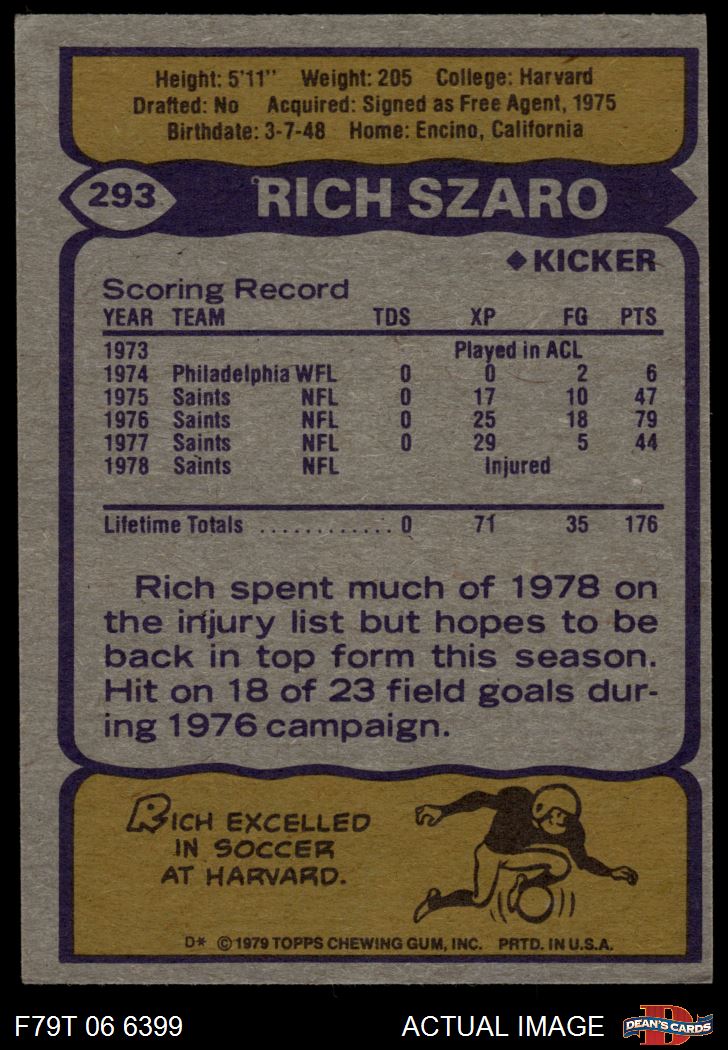 Height: 5'11" Weight: 205 College: Harvard
Drafted: No Acquired: Signed as Free Agent, 1975
Birthdate: 3-7-48 Home: Encino, California
293 RICH SZARO
◆ KICKER
Scoring Record
YEAR TEAM TDS XP FG PTS
1973 Played in ACL
1974 Philadelphia WFL 0 0 2 6
1975 Saints NFL 0 17 10 47
1976 Saints NFL 0 25 18 79
1977 Saints NFL 0 29 5 44
1978 Saints NFL Injured
Lifetime Totals ............ 0 71 35 176
Rich spent much of 1978 on
the injury list but hopes to be
back in top form this season.
Hit on 18 of 23 field goals dur-
ing 1976 campaign.
RICH EXCELLED
IN SOCCER
AT HARVARD.
D* © 1979 TOPPS CHEWING GUM, INC. PRTD. IN U.S.A.
F79T 06 6399 ACTUAL IMAGE D DEAN'S CARDS